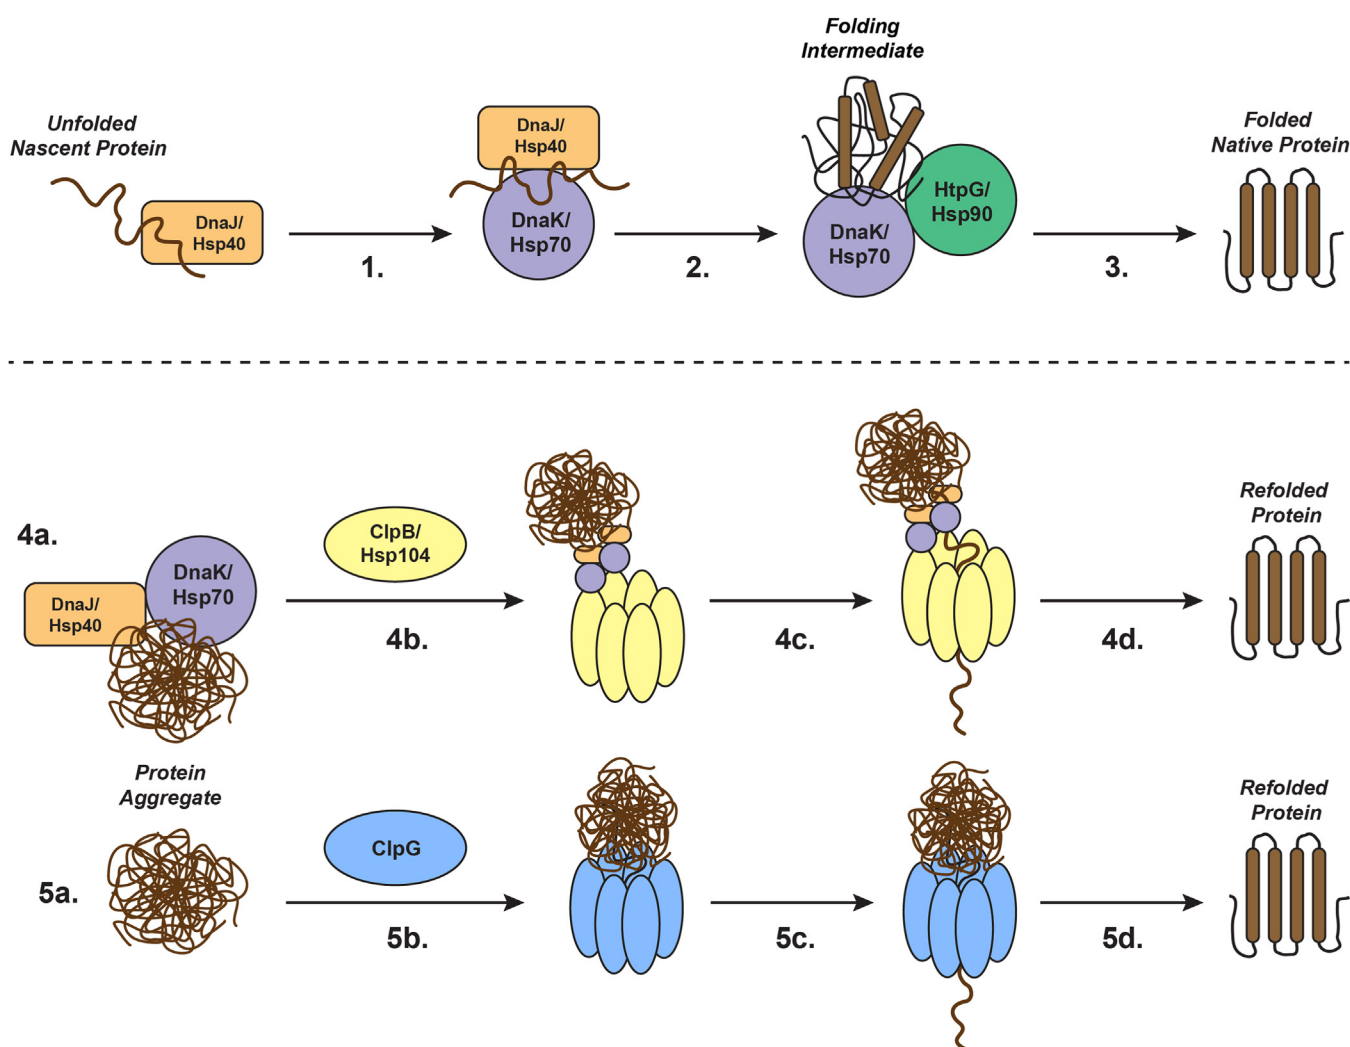 Unfolded
Nascent Protein
DnaJ/
Hsp40
1.
DnaJ/
Hsp40
DnaK/
Hsp70
2.
Folding
Intermediate
DnaK/
Hsp70
HtpG/
Hsp90
3.
Folded
Native Protein
4a.
DnaJ/
Hsp40
DnaK/
Hsp70
ClpB/
Hsp104
4b.
4c.
4d.
Refolded
Protein
Protein
Aggregate
5a.
ClpG
5b.
5c.
5d.
Refolded
Protein